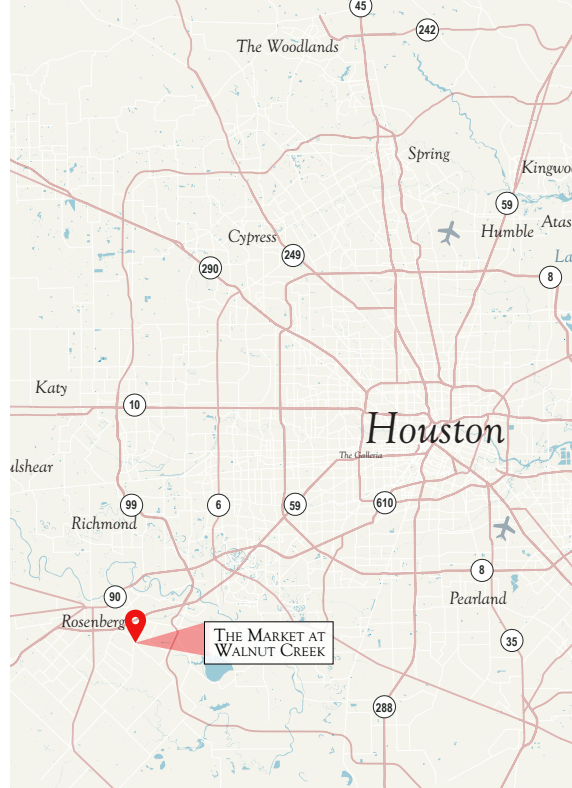 45
242
The Woodlands
Spring
Kingwo
59
Humble
Atas
Cypress
249
La
290
8
Katy
10
Houston
The Galleria
ulshear
99
6
59
610
Richmond
8
90
Pearland
Rosenberg
The Market at
Walnut Creek
35
288